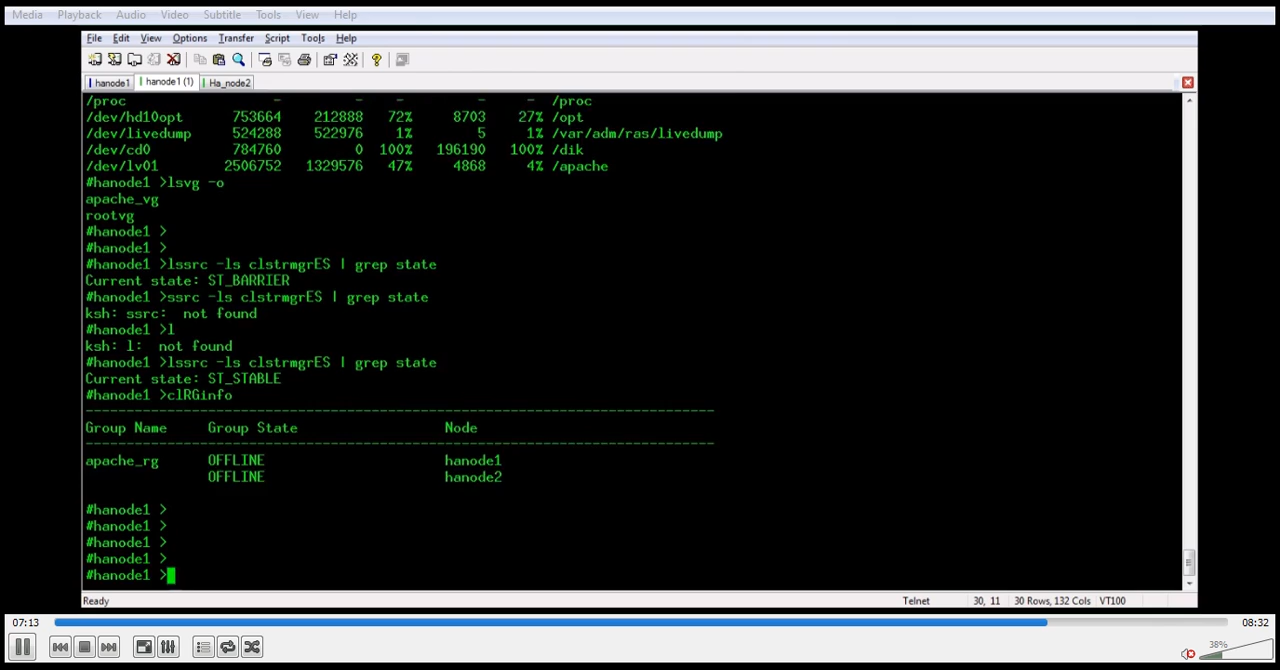 Media Playback Audio Video Subtitle Tools View Help
File Edit View Options Transfer Script Tools Help
hanode1 hanode1 (1) Ha_node2
/proc - - - - - /proc
/dev/hd10opt 753664 212888 72% 8703 27% /opt
/dev/livedump 524288 522976 1% 5 1% /var/adm/ras/livedump
/dev/cd0 784760 0 100% 196190 100% /dik
/dev/lv01 2506752 1329576 47% 4868 4% /apache
#hanode1 >lsvg -o
apache_vg
rootvg
#hanode1 >
#hanode1 >
#hanode1 >lssrc -ls clstrmgrES | grep state
Current state: ST_BARRIER
#hanode1 >ssrc -ls clstrmgrES | grep state
ksh: ssrc: not found
#hanode1 >l
ksh: l: not found
#hanode1 >lssrc -ls clstrmgrES | grep state
Current state: ST_STABLE
#hanode1 >clRGinfo
-----------------------------------------------------------------------------
Group Name Group State Node
-----------------------------------------------------------------------------
apache_rg OFFLINE hanode1
OFFLINE hanode2
#hanode1 >
#hanode1 >
#hanode1 >
#hanode1 >
#hanode1 >
Ready Telnet 30, 11 30 Rows, 132 Cols VT100
07:13 08:32
38%